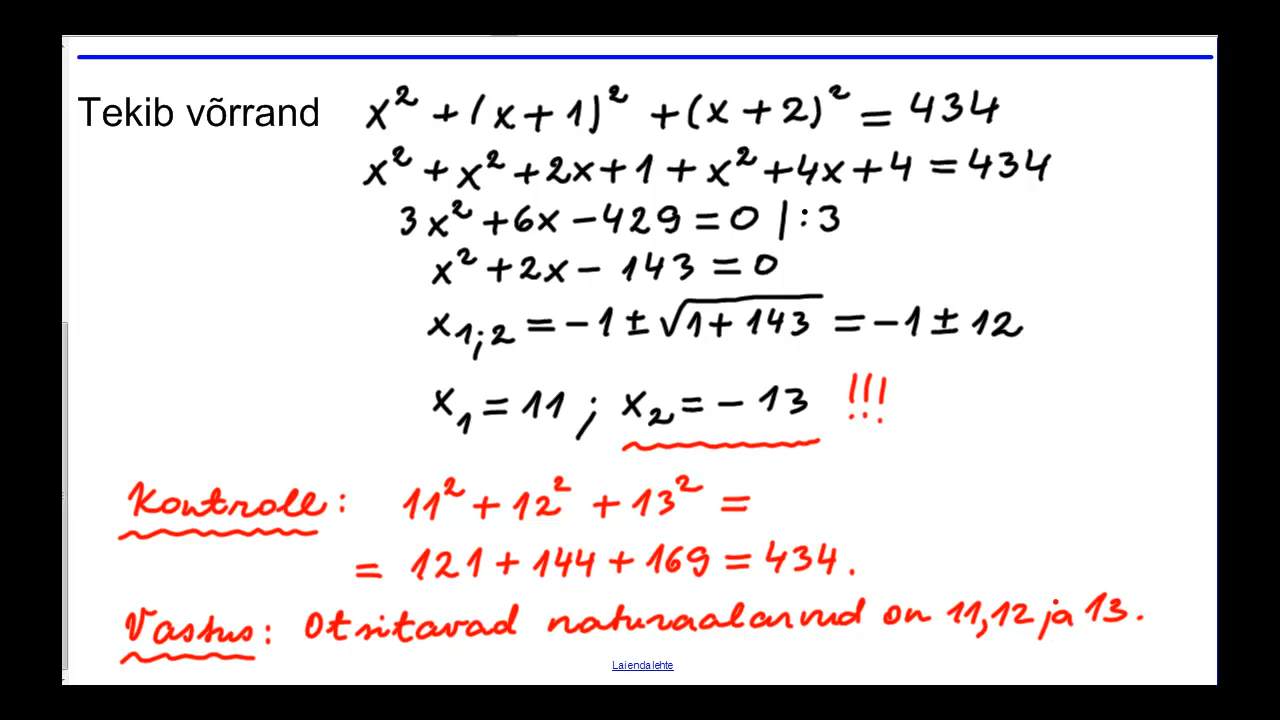 Tekib võrrand x² + (x + 1)² + (x + 2)² = 434
x² + x² + 2x + 1 + x² + 4x + 4 = 434
3x² + 6x − 429 = 0 | : 3
x² + 2x − 143 = 0
x₁;₂ = −1 ± √(1 + 143) = −1 ± 12
x₁ = 11 ; x₂ = −13 !!!
Kontroll: 11² + 12² + 13² =
= 121 + 144 + 169 = 434.
Vastus: Otsitavad naturaalarvud on 11, 12 ja 13.
Laienda lehte